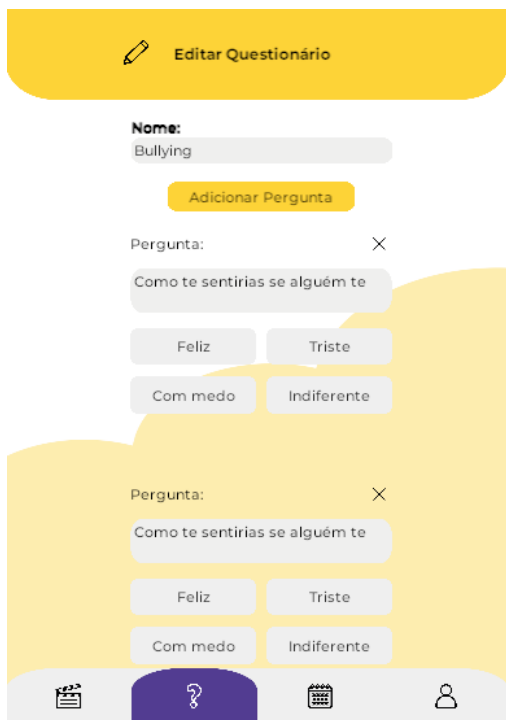 Editar Questionário
Nome:
Bullying
Adicionar Pergunta
Pergunta:
Como te sentirias se alguém te
Feliz Triste
Com medo Indiferente
Pergunta:
Como te sentirias se alguém te
Feliz Triste
Com medo Indiferente